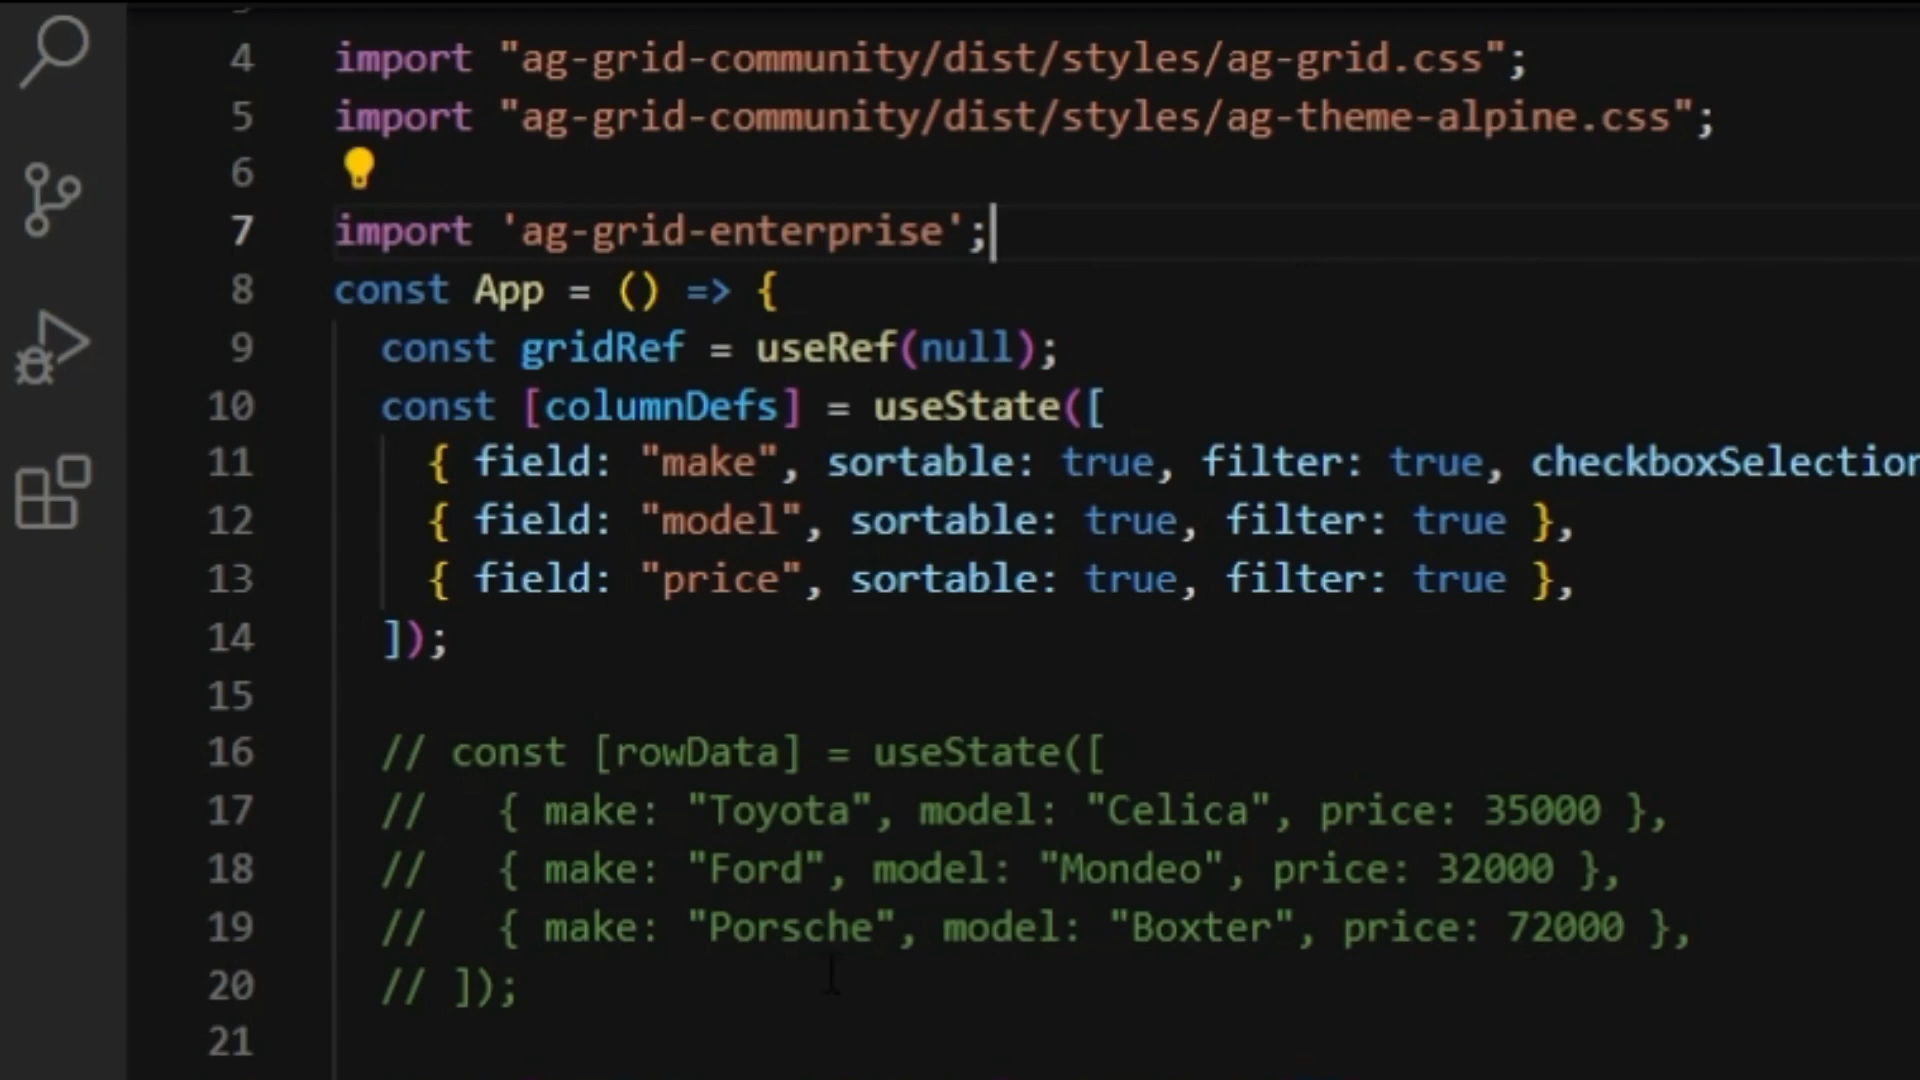 4 import "ag-grid-community/dist/styles/ag-grid.css";
5 import "ag-grid-community/dist/styles/ag-theme-alpine.css";
6
7 import 'ag-grid-enterprise';
8 const App = () => {
9 const gridRef = useRef(null);
10 const [columnDefs] = useState([
11 { field: "make", sortable: true, filter: true, checkboxSelection
12 { field: "model", sortable: true, filter: true },
13 { field: "price", sortable: true, filter: true },
14 ]);
15
16 // const [rowData] = useState([
17 // { make: "Toyota", model: "Celica", price: 35000 },
18 // { make: "Ford", model: "Mondeo", price: 32000 },
19 // { make: "Porsche", model: "Boxter", price: 72000 },
20 // ]);
21